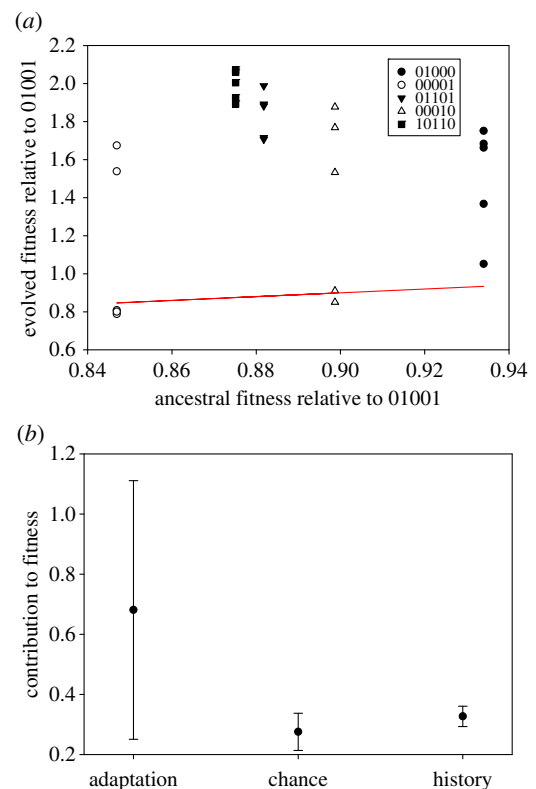 (a)
2.2
2.0
1.8
1.6
1.4
1.2
1.0
0.8
0.6
evolved fitness relative to 01001
01000
00001
01101
00010
10110
0.84 0.86 0.88 0.90 0.92 0.94
ancestral fitness relative to 01001
(b)
1.2
1.0
0.8
0.6
0.4
0.2
contribution to fitness
adaptation chance history